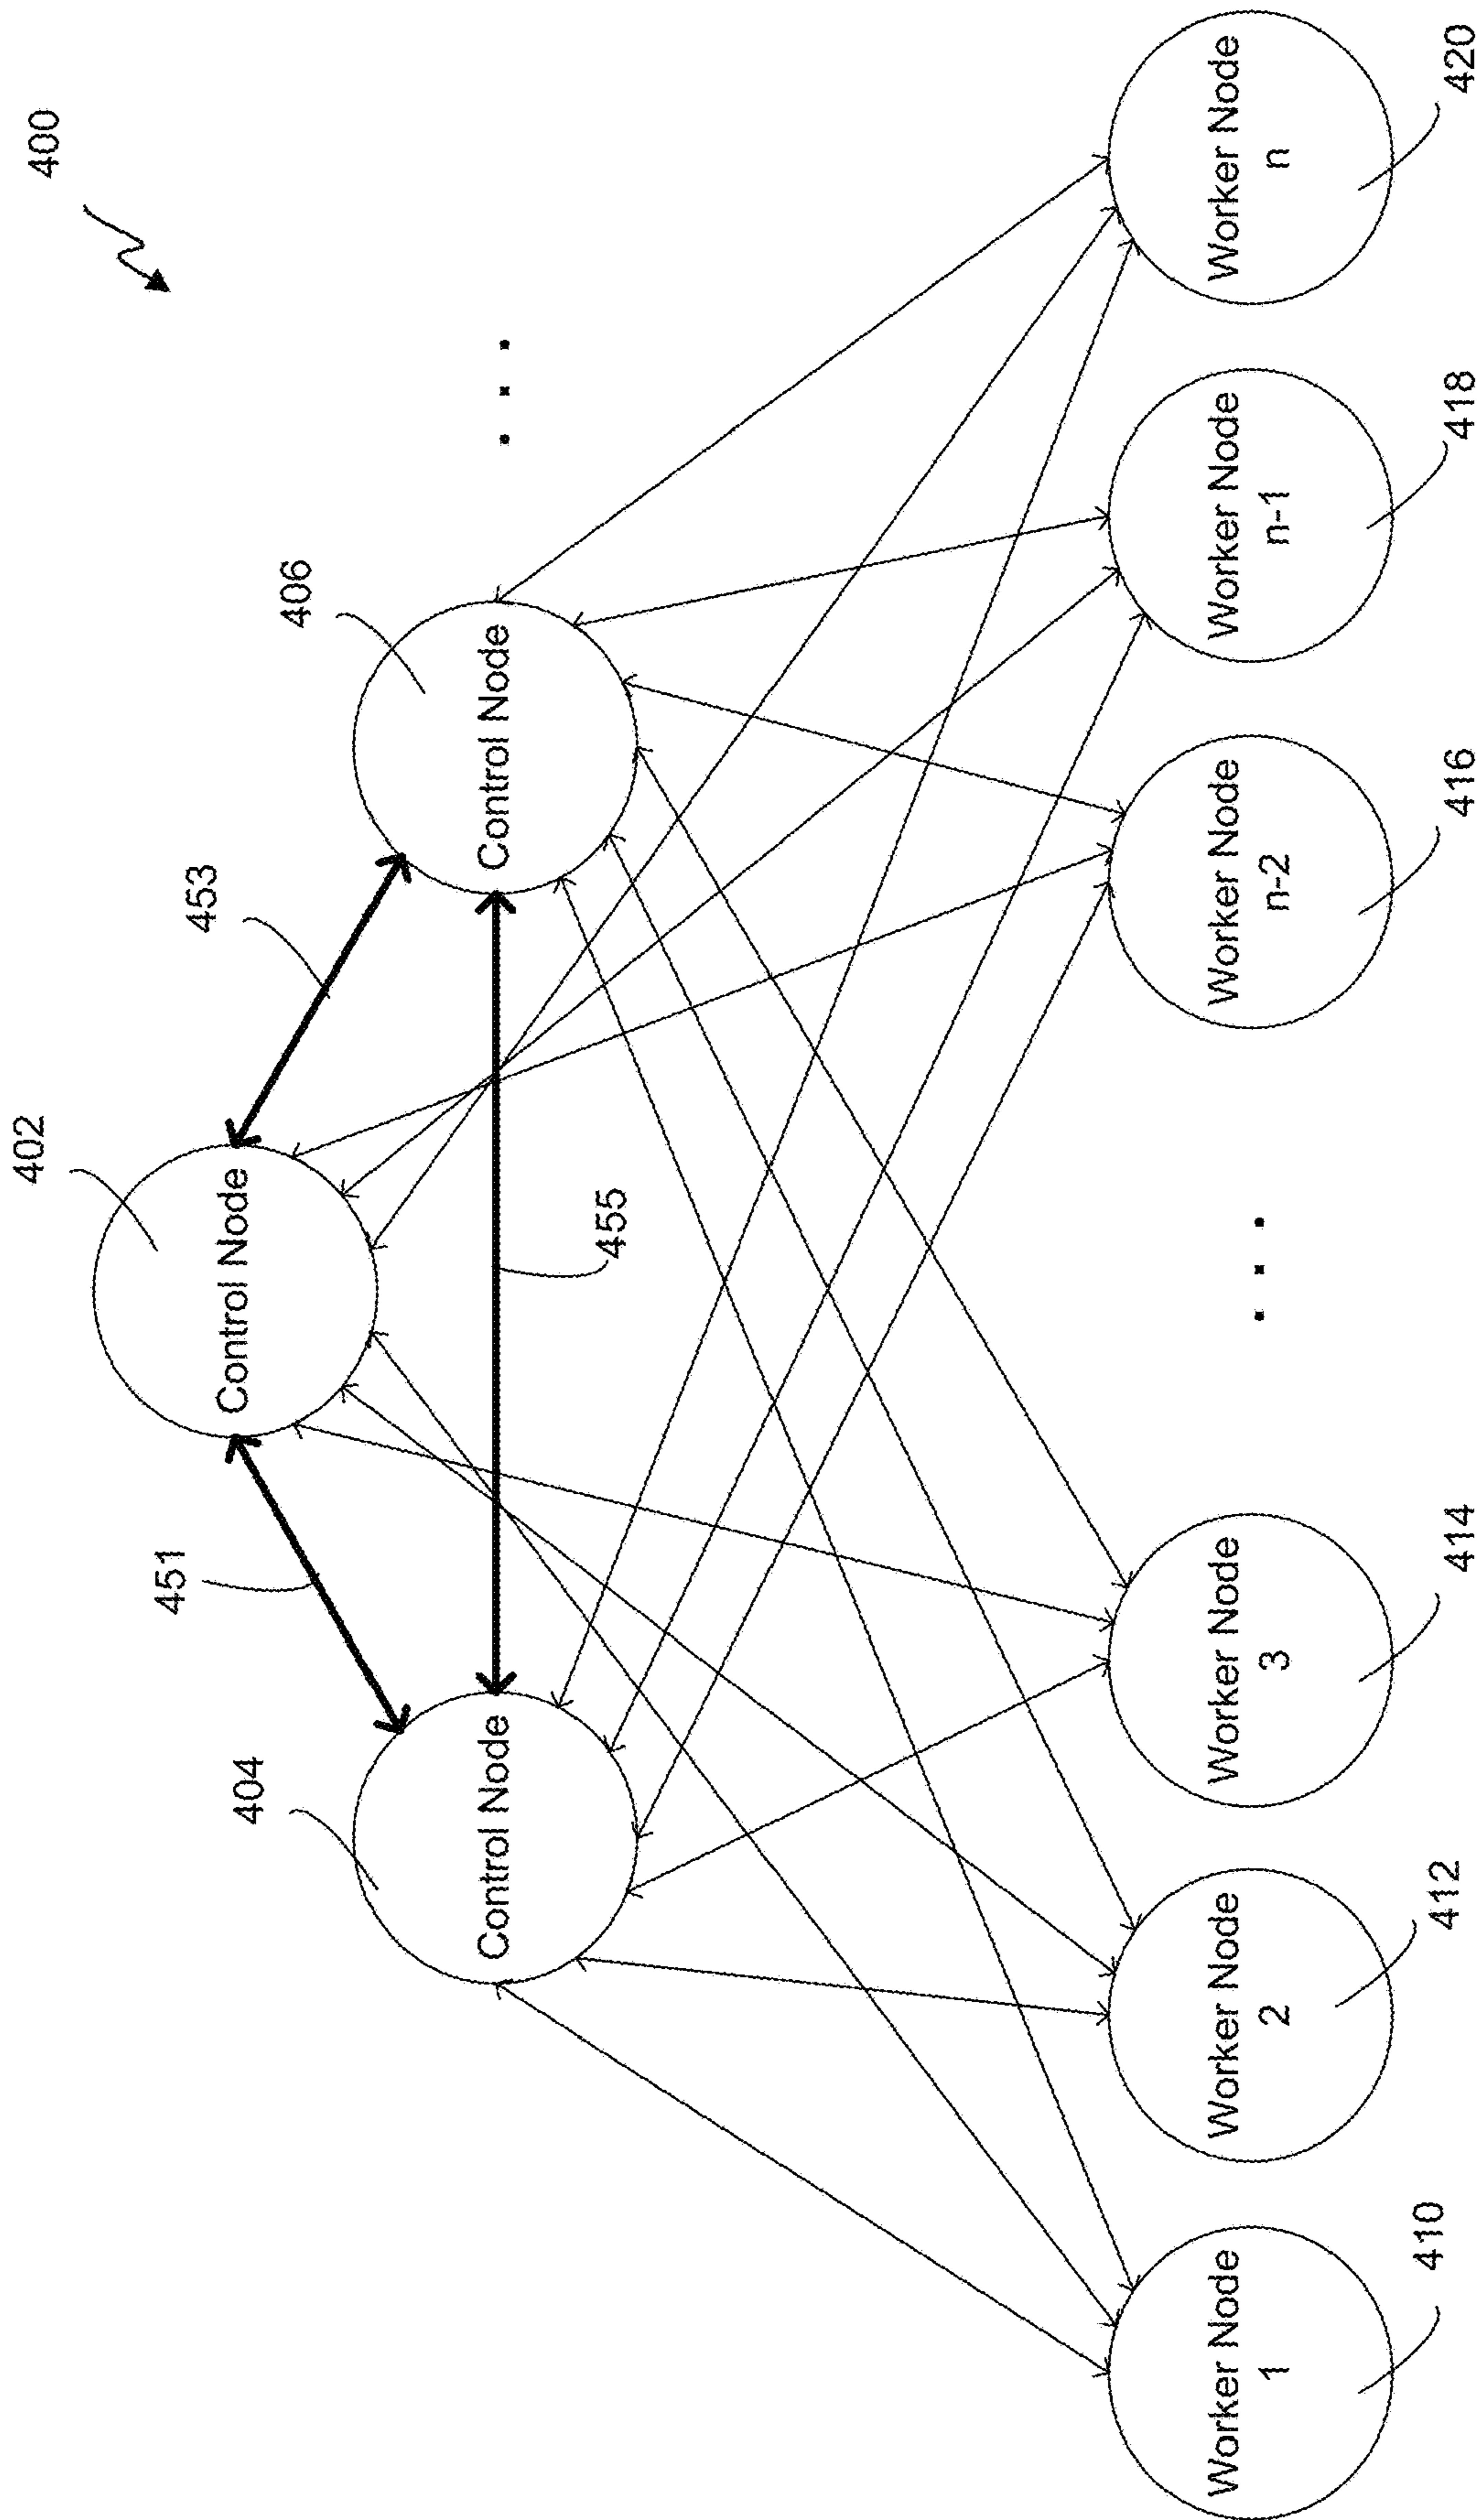 400
402
Control Node
451
453
404
406
Control Node
Control Node
455
. . .
Worker Node
1
Worker Node
2
Worker Node
3
. . .
Worker Node
n-2
Worker Node
n-1
Worker Node
n
410
412
414
416
418
420